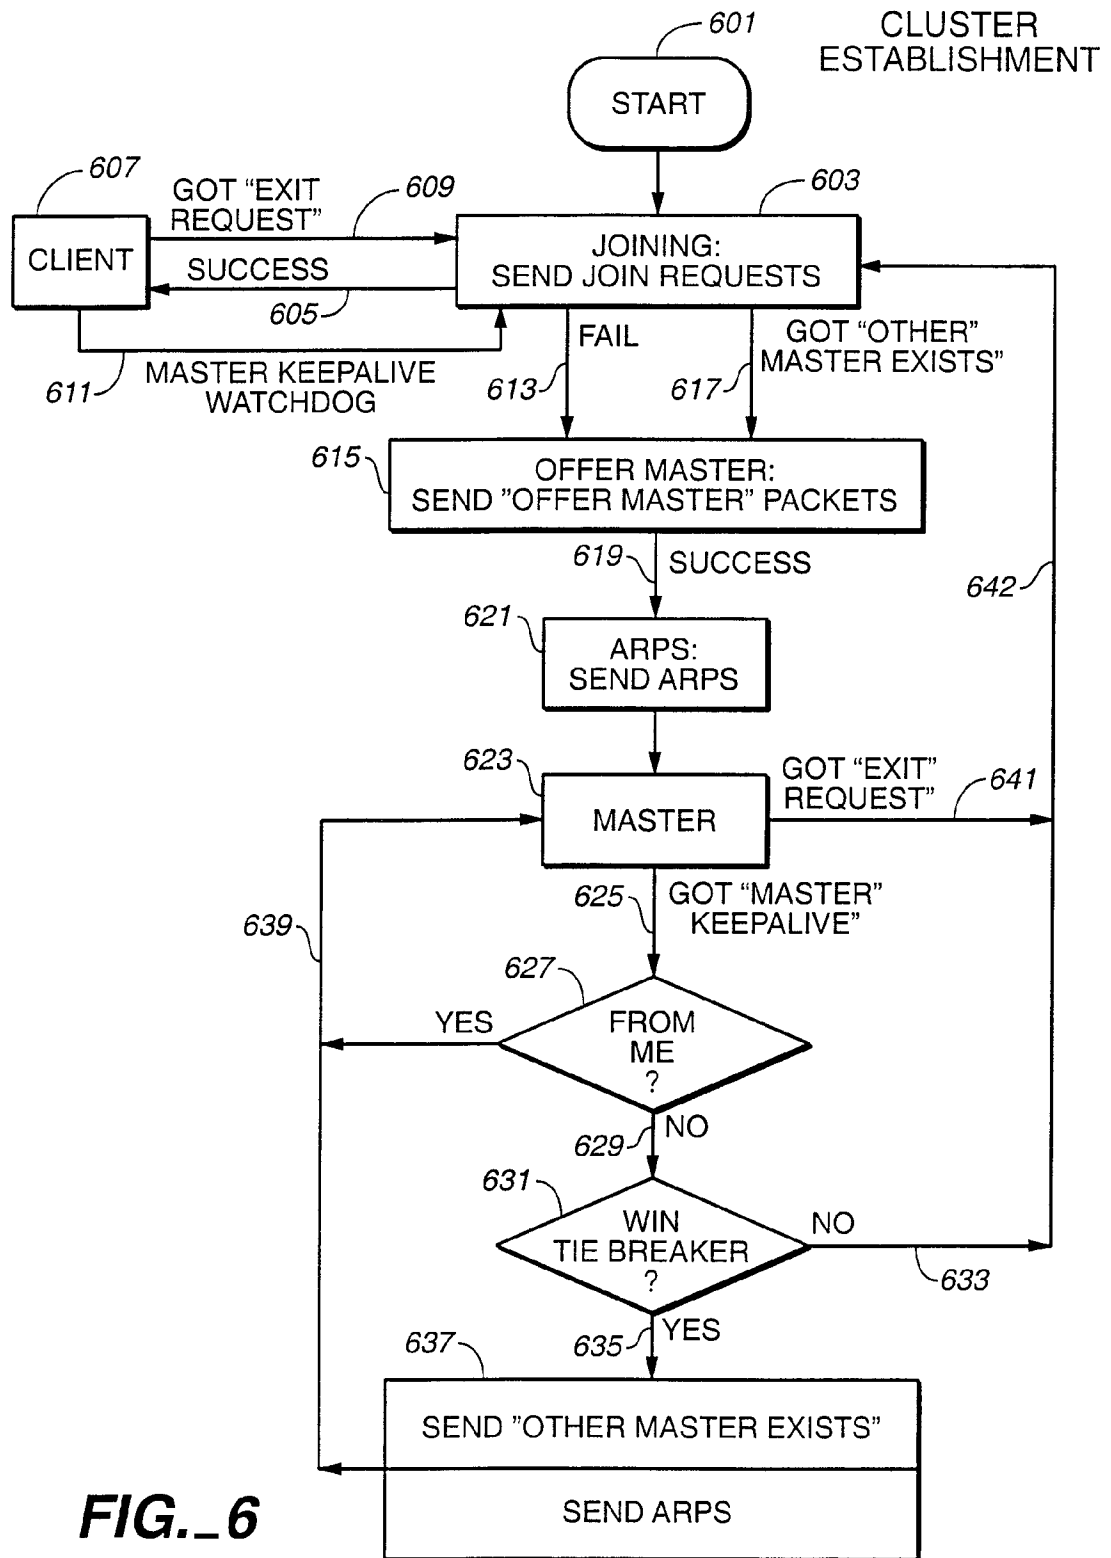 601
CLUSTER
ESTABLISHMENT
START
607
GOT “EXIT
REQUEST”
609
603
CLIENT
SUCCESS
605
JOINING:
SEND JOIN REQUESTS
611
MASTER KEEPALIVE
WATCHDOG
FAIL
613
GOT “OTHER”
MASTER EXISTS”
617
615
OFFER MASTER:
SEND ”OFFER MASTER” PACKETS
619
SUCCESS
642
621
ARPS:
SEND ARPS
623
MASTER
GOT “EXIT”
REQUEST”
641
625
GOT “MASTER”
KEEPALIVE”
639
627
YES
FROM
ME
?
629
NO
631
WIN
TIE BREAKER
?
NO
633
635
YES
637
SEND ”OTHER MASTER EXISTS”
SEND ARPS
FIG._6